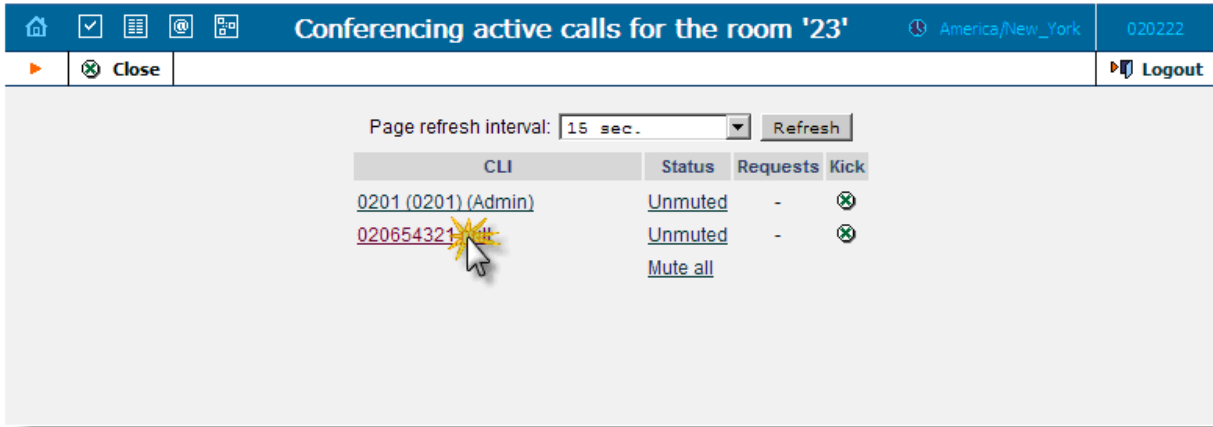 Conferencing active calls for the room '23' America/New_York 020222
Close Logout
Page refresh interval: 15 sec. Refresh
CLI Status Requests Kick
0201 (0201) (Admin) Unmuted -
020654321 Unmuted -
Mute all